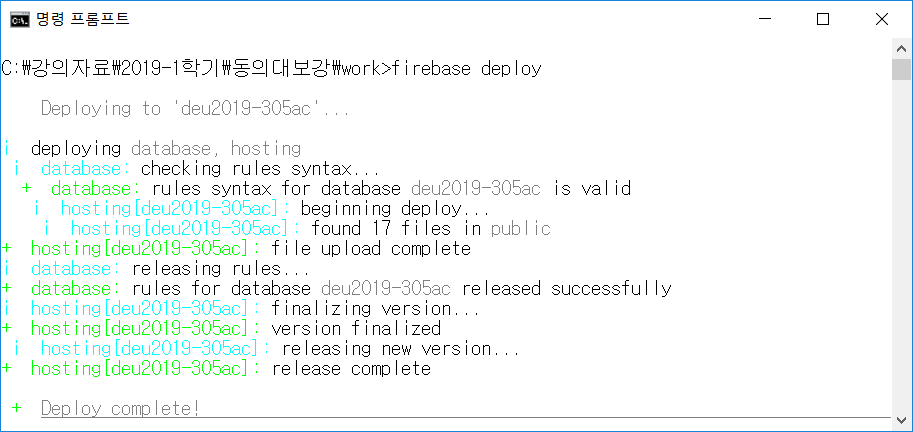 명령 프롬프트
C:\강의자료\2019-1학기\동의대보강\work>firebase deploy
Deploying to 'deu2019-305ac'...
i deploying database, hosting
i database: checking rules syntax...
+ database: rules syntax for database deu2019-305ac is valid
i hosting[deu2019-305ac]: beginning deploy...
i hosting[deu2019-305ac]: found 17 files in public
+ hosting[deu2019-305ac]: file upload complete
i database: releasing rules...
+ database: rules for database deu2019-305ac released successfully
i hosting[deu2019-305ac]: finalizing version...
+ hosting[deu2019-305ac]: version finalized
i hosting[deu2019-305ac]: releasing new version...
+ hosting[deu2019-305ac]: release complete
+ Deploy complete!